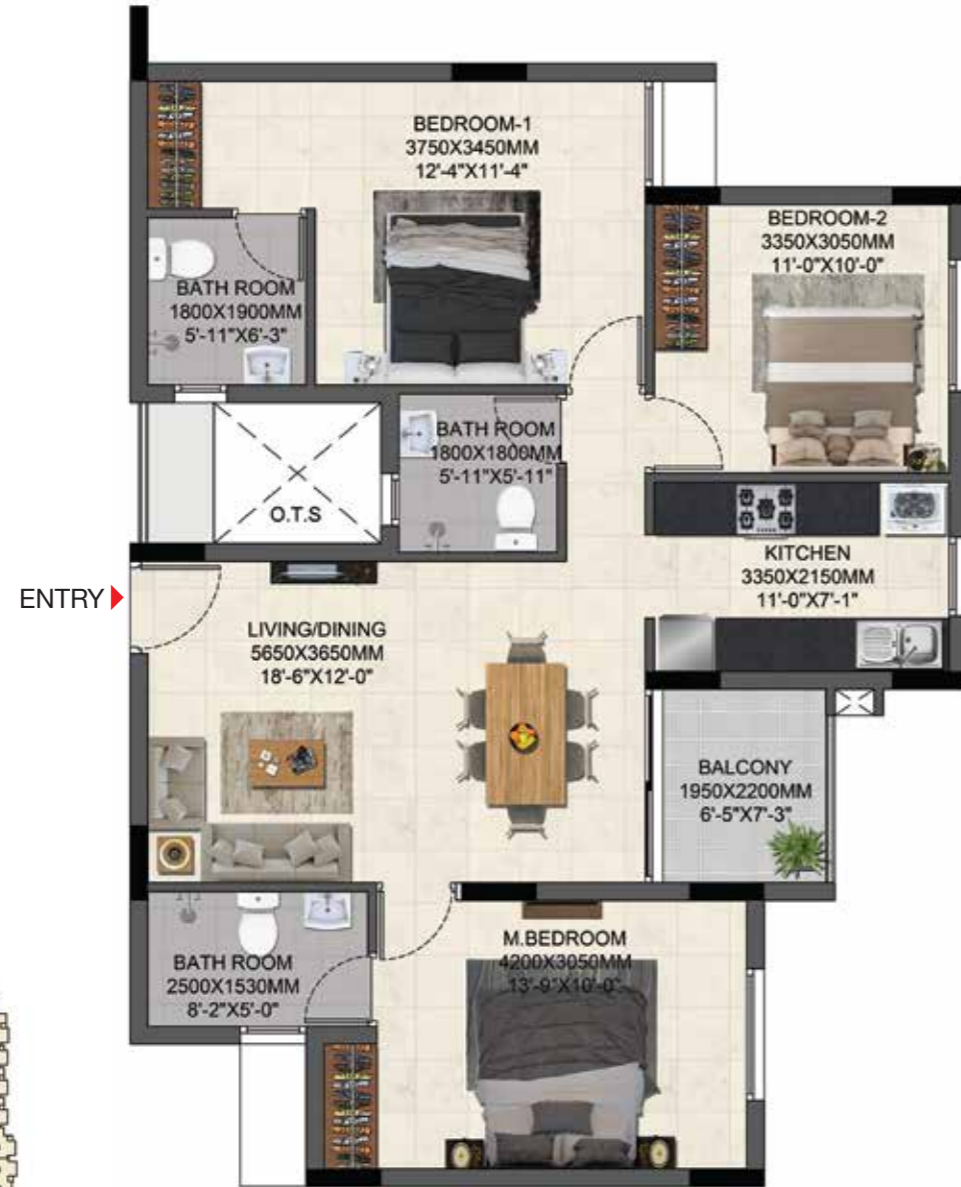 BEDROOM-1
3750X3450MM
12'-4"X11'-4"
BEDROOM-2
3350X3050MM
11'-0"X10'-0"
BATH ROOM
1800X1900MM
5'-11"X6'-3"
BATH ROOM
1800X1800MM
5'-11"X5'-11"
O.T.S
KITCHEN
3350X2150MM
11'-0"X7'-1"
ENTRY
LIVING/DINING
5650X3650MM
18'-6"X12'-0"
BALCONY
1950X2200MM
6'-5"X7'-3"
M.BEDROOM
4200X3050MM
13'-9"X10'-0"
BATH ROOM
2500X1530MM
8'-2"X5'-0"